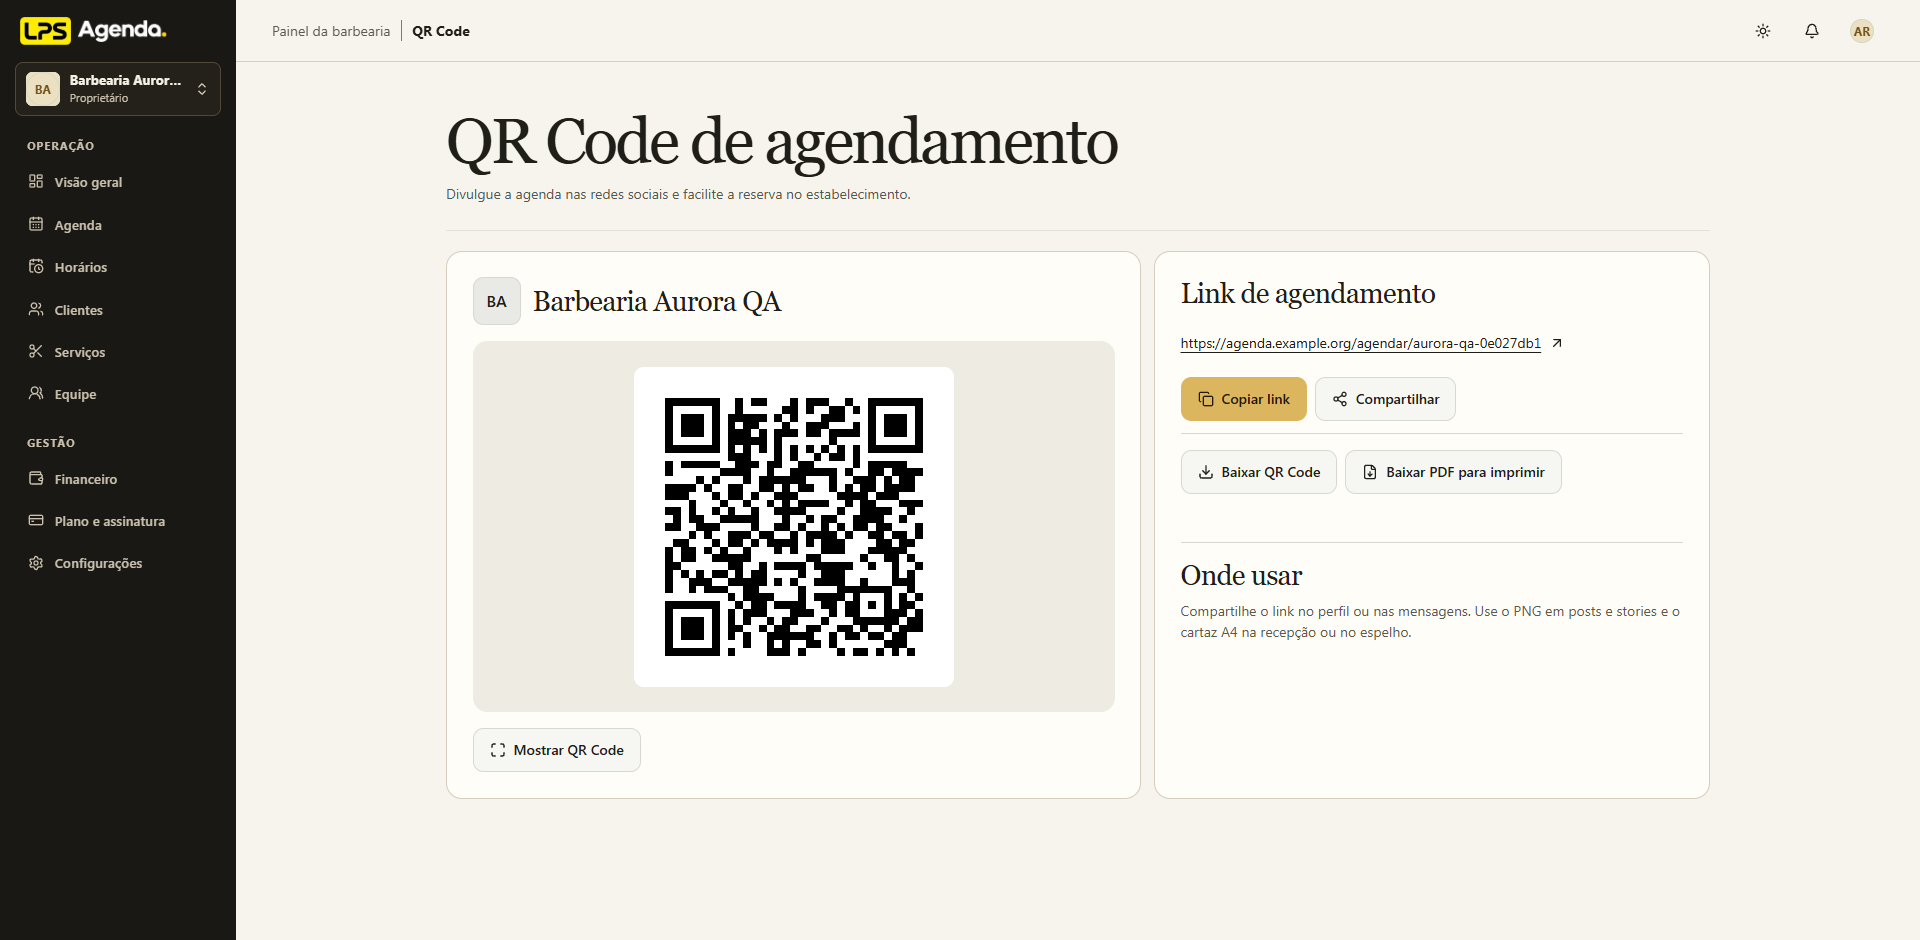 LPS Agenda.
BA
Barbearia Auror...
Proprietário
OPERAÇÃO
Visão geral
Agenda
Horários
Clientes
Serviços
Equipe
GESTÃO
Financeiro
Plano e assinatura
Configurações
Painel da barbearia
QR Code
AR
QR Code de agendamento
Divulgue a agenda nas redes sociais e facilite a reserva no estabelecimento.
BA
Barbearia Aurora QA
Mostrar QR Code
Link de agendamento
https://agenda.example.org/agendar/aurora-qa-0e027db1
Copiar link
Compartilhar
Baixar QR Code
Baixar PDF para imprimir
Onde usar
Compartilhe o link no perfil ou nas mensagens. Use o PNG em posts e stories e o
cartaz A4 na recepção ou no espelho.